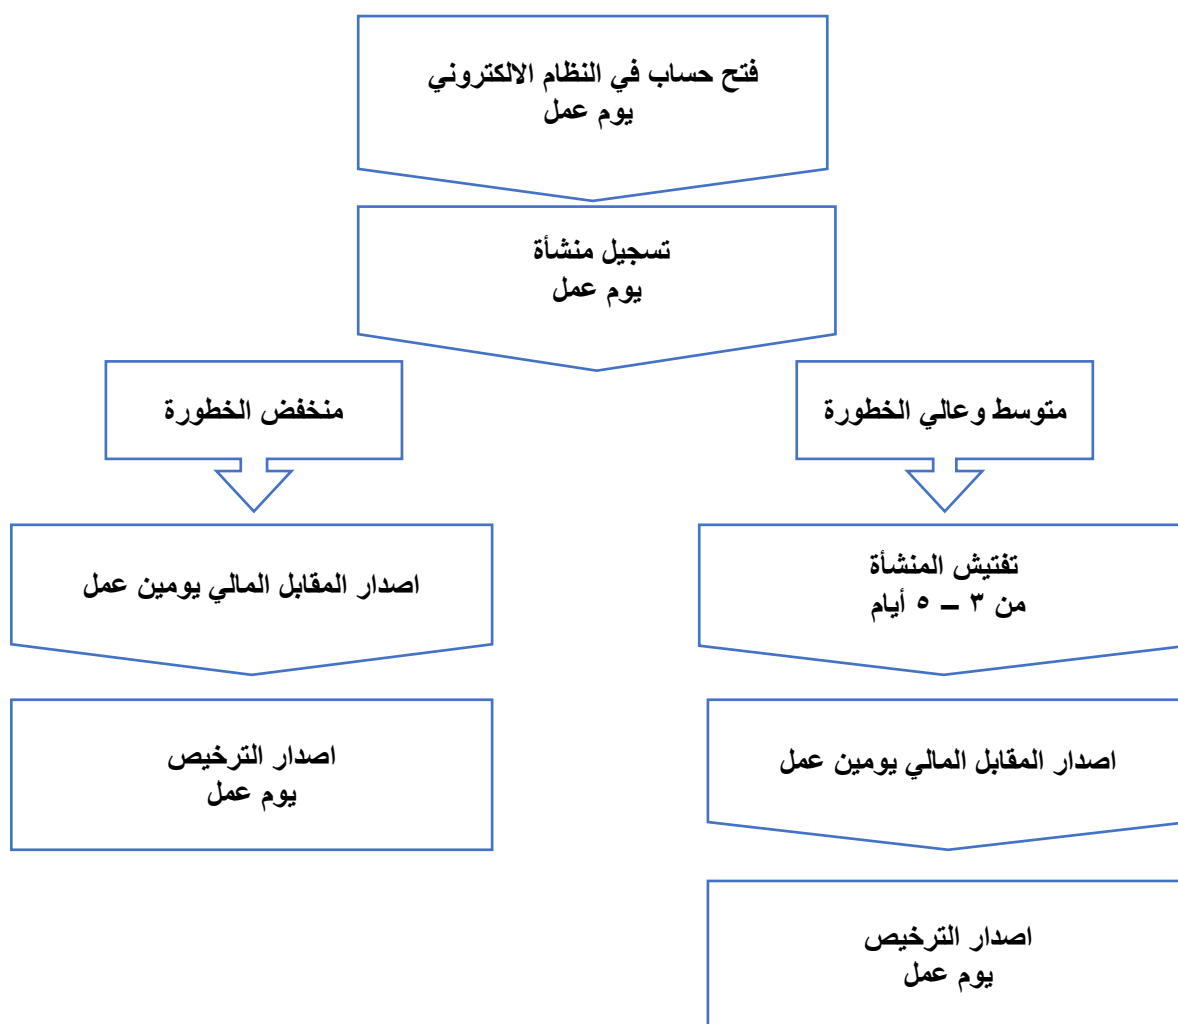 فتح حساب في النظام الالكتروني
يوم عمل
تسجيل منشأة
يوم عمل
متوسط وعالي الخطورة
منخفض الخطورة
تفتيش المنشأة
من ٣ – ٥ أيام
اصدار المقابل المالي يومين عمل
اصدار المقابل المالي يومين عمل
اصدار الترخيص
يوم عمل
اصدار الترخيص
يوم عمل